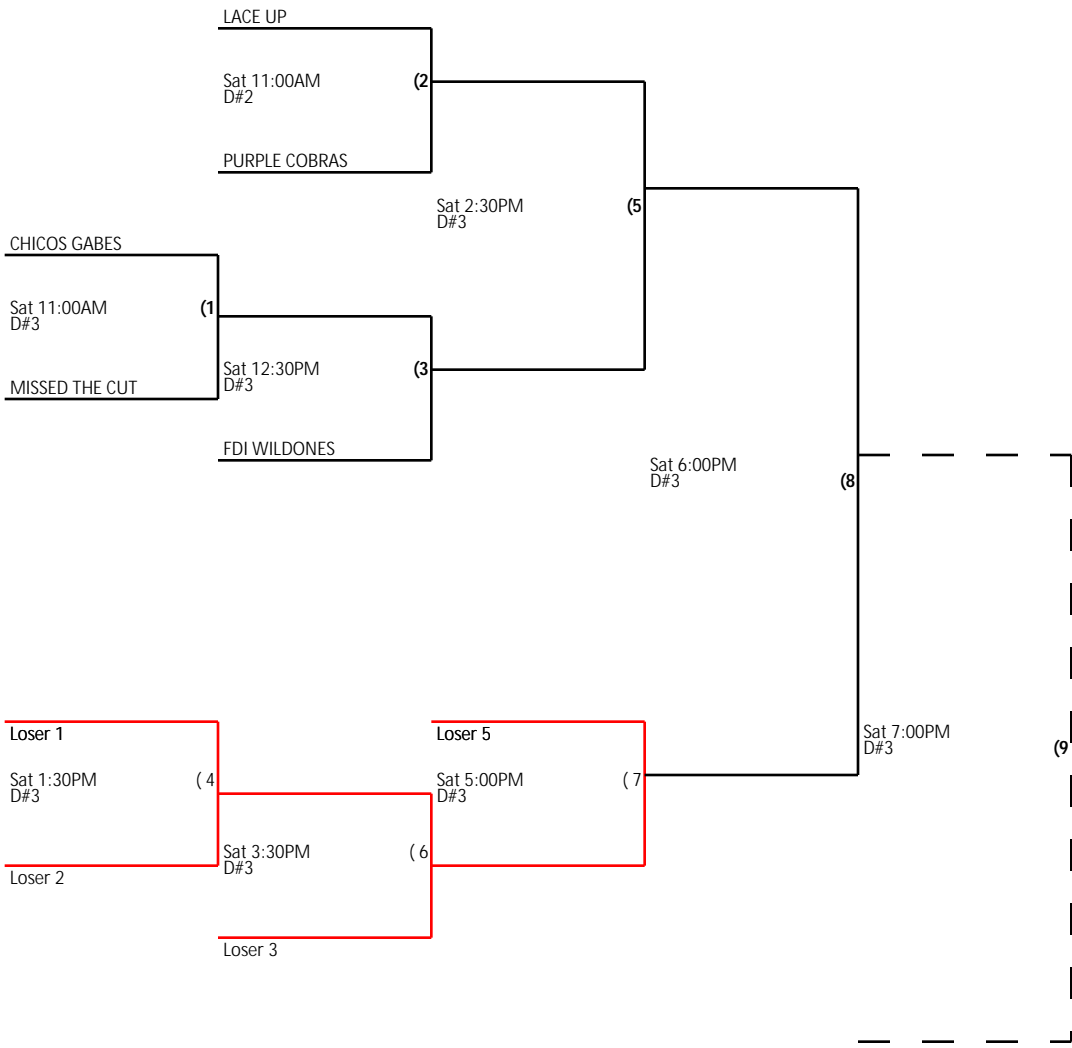 LACE UP
Sat 11:00AM
D#2
(2
PURPLE COBRAS
Sat 2:30PM
D#3
(5
CHICOS GABES
Sat 11:00AM
D#3
(1
MISSED THE CUT
Sat 12:30PM
D#3
(3
FDI WILDONES
Sat 6:00PM
D#3
(8
Loser 1
Sat 1:30PM
D#3
( 4
Loser 2
Loser 5
Sat 5:00PM
D#3
( 7
Sat 3:30PM
D#3
( 6
Loser 3
Sat 7:00PM
D#3
(9